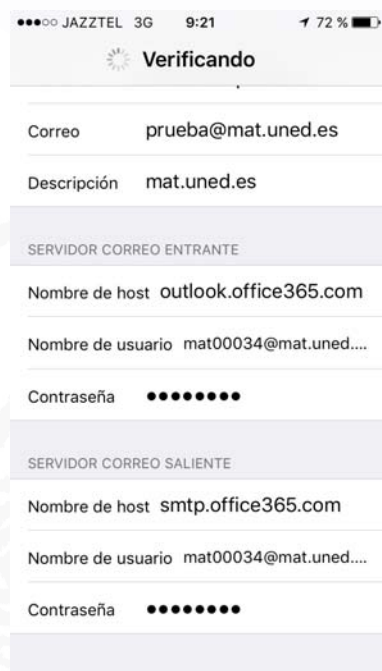 JAZZTEL 3G 9:21 72 %
Verificando
Correo prueba@mat.uned.es
Descripción mat.uned.es
SERVIDOR CORREO ENTRANTE
Nombre de host outlook.office365.com
Nombre de usuario mat00034@mat.uned....
Contraseña ●●●●●●●●
SERVIDOR CORREO SALIENTE
Nombre de host smtp.office365.com
Nombre de usuario mat00034@mat.uned....
Contraseña ●●●●●●●●